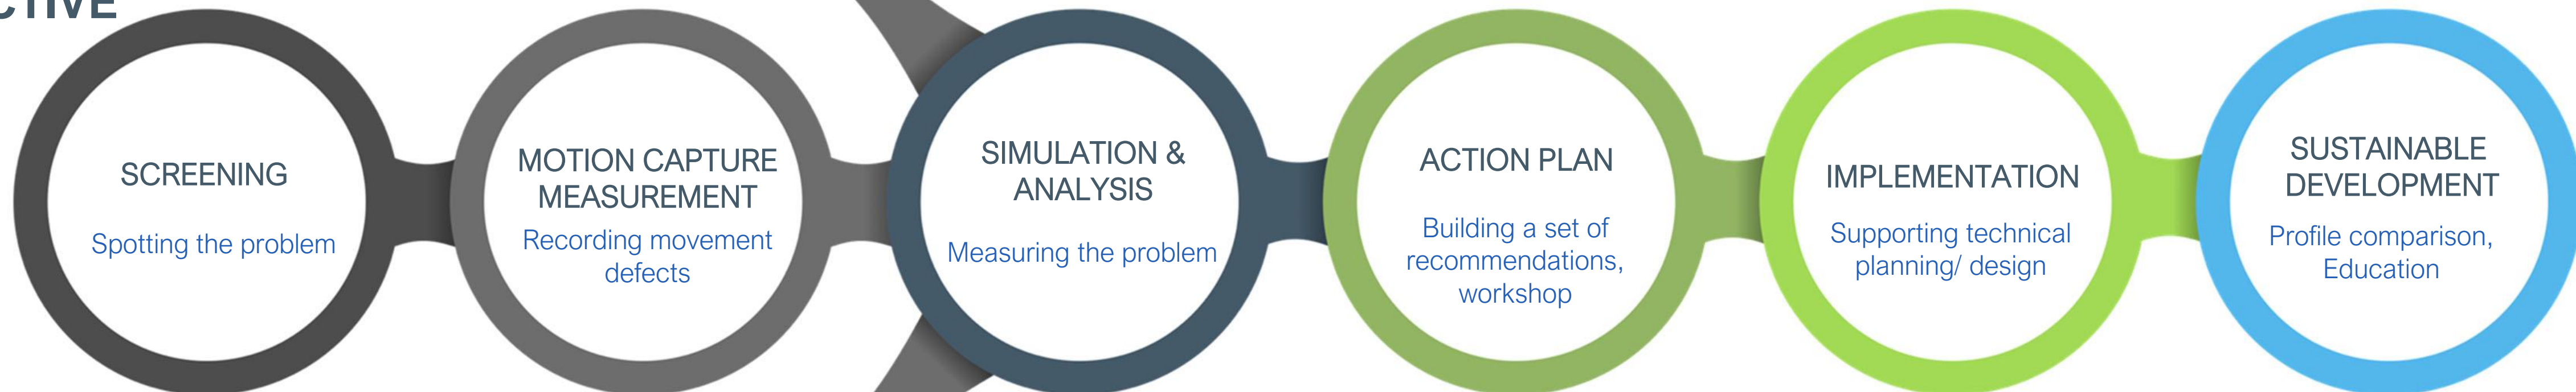 CTIVE
SCREENING
Spotting the problem
MOTION CAPTURE
MEASUREMENT
Recording movement
defects
SIMULATION &
ANALYSIS
Measuring the problem
ACTION PLAN
Building a set of
recommendations,
workshop
IMPLEMENTATION
Supporting technical
planning/ design
SUSTAINABLE
DEVELOPMENT
Profile comparison,
Education